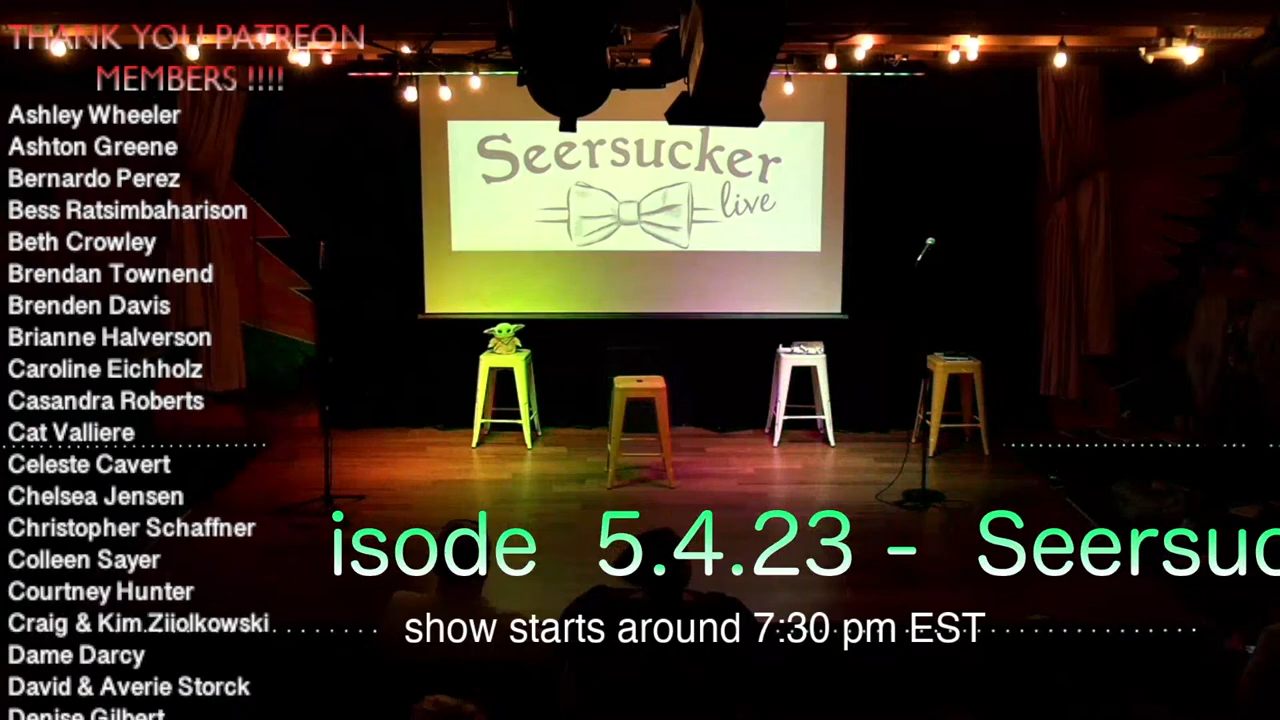 THANK YOU PATREON
MEMBERS !!!!
Ashley Wheeler
Ashton Greene
Bernardo Perez
Bess Ratsimbaharison
Beth Crowley
Brendan Townend
Brenden Davis
Brianne Halverson
Caroline Eichholz
Casandra Roberts
Cat Valliere
Celeste Cavert
Chelsea Jensen
Christopher Schaffner
Colleen Sayer
Courtney Hunter
Craig & Kim.Ziiolkowski
Dame Darcy
David & Averie Storck
Denise Gilbert
Seersucker
live
isode 5.4.23 - Seersuc
show starts around 7:30 pm EST